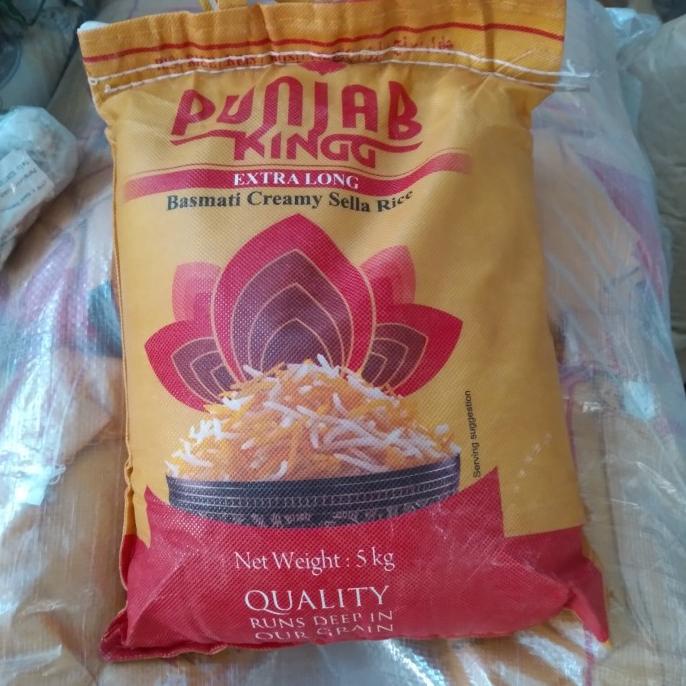 PUNJAB
KINGG
EXTRA LONG
Basmati Creamy Sella Rice
Serving suggestion
Net Weight : 5 kg
QUALITY
RUNS DEEP IN
OUR GRAIN